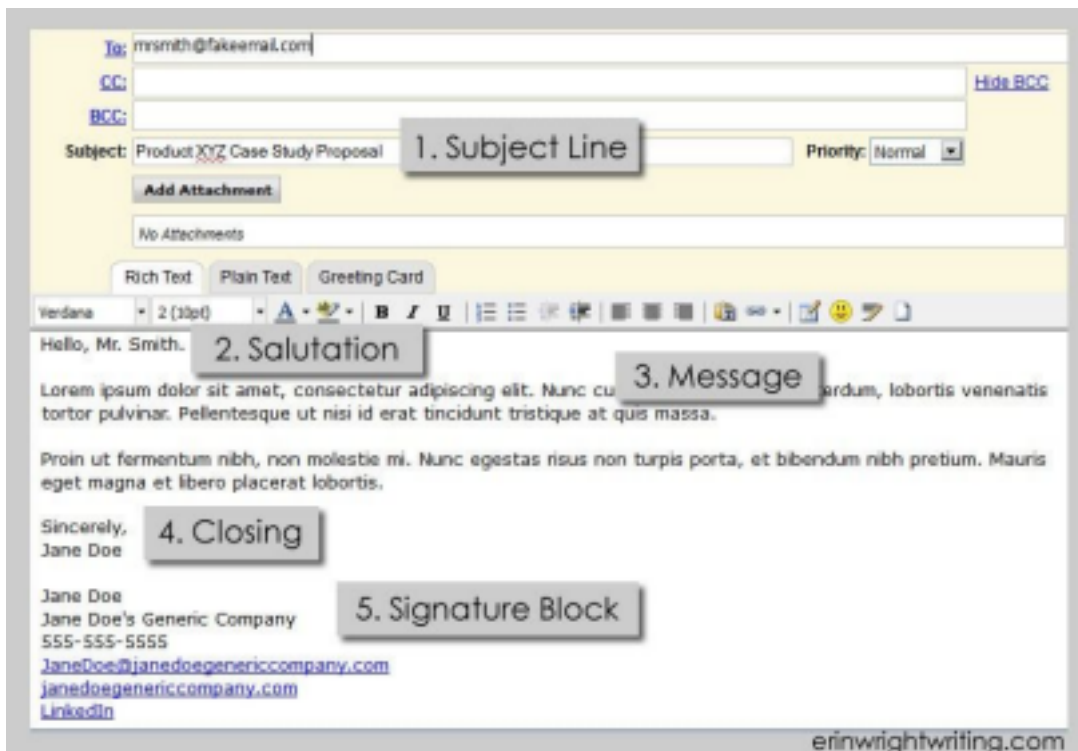 To: mrsmith@fakeemail.com
CC: Hide BCC
BCC:
Subject: Product XYZ Case Study Proposal 1. Subject Line Priority: Normal
Add Attachment
No Attachments
Rich Text Plain Text Greeting Card
Verdana 2 (10pt) A B I U
Hello, Mr. Smith. 2. Salutation
3. Message
Lorem ipsum dolor sit amet, consectetur adipiscing elit. Nunc cu erdum, lobortis venenatis
tortor pulvinar. Pellentesque ut nisi id erat tincidunt tristique at quis massa.
Proin ut fermentum nibh, non molestie mi. Nunc egestas risus non turpis porta, et bibendum nibh pretium. Mauris
eget magna et libero placerat lobortis.
Sincerely,
4. Closing
Jane Doe
Jane Doe
Jane Doe's Generic Company 5. Signature Block
555-555-5555
JaneDoe@janedoegenericcompany.com
janedoegenericcompany.com
LinkedIn
erinwrightwriting.com